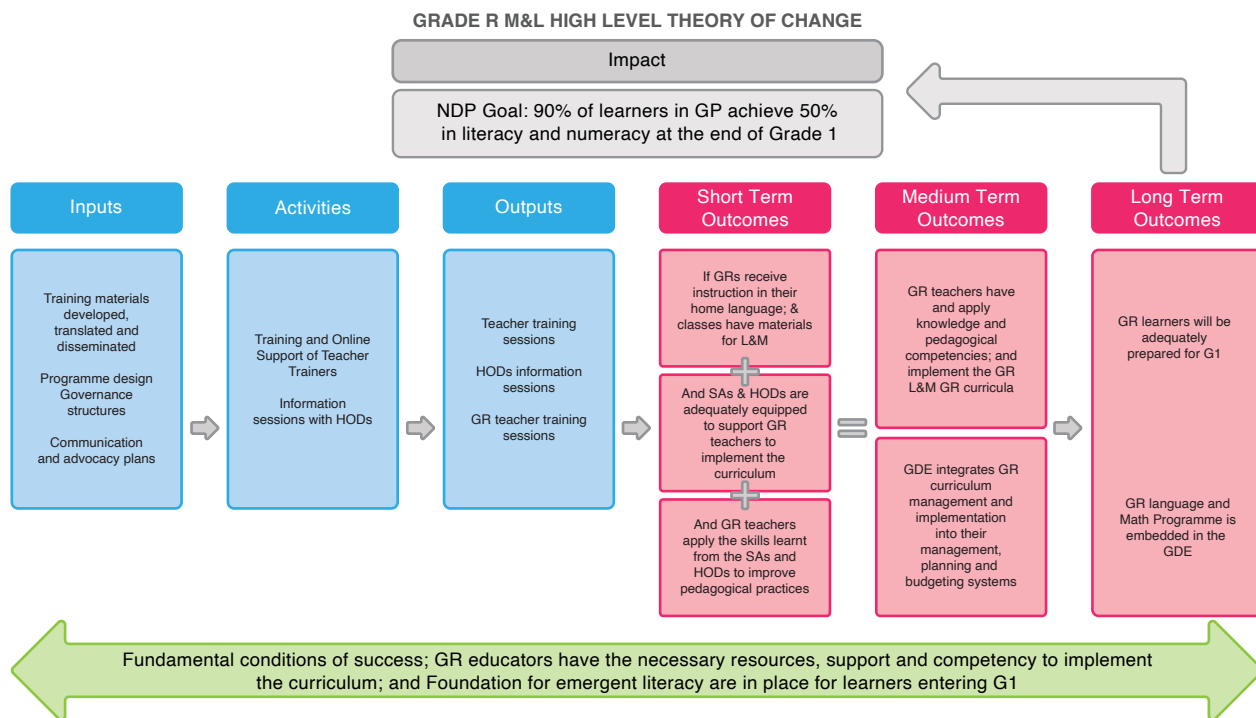 GRADE R M&L HIGH LEVEL THEORY OF CHANGE
Impact
NDP Goal: 90% of learners in GP achieve 50%
in literacy and numeracy at the end of Grade 1
Inputs
Training materials
developed,
translated and
disseminated
Programme design
Governance
structures
Communication
and advocacy plans
Activities
Training and Online
Support of Teacher
Trainers
Information
sessions with HODs
Outputs
Teacher training
sessions
HODs information
sessions
GR teacher training
sessions
Short Term
Outcomes
If GRs receive
instruction in their
home language; &
classes have materials
for L&M
+
And SAs & HODs are
adequately equipped
to support GR
teachers to
implement the
curriculum
+
And GR teachers
apply the skills learnt
from the SAs and
HODs to improve
pedagogical practices
=
Medium Term
Outcomes
GR teachers have
and apply
knowledge and
pedagogical
competencies; and
implement the GR
L&M GR curricula
GDE integrates GR
curriculum
management and
implementation
into their
management,
planning and
budgeting systems
Long Term
Outcomes
GR learners will be
adequately
prepared for G1
GR language and
Math Programme is
embedded in the
GDE
Fundamental conditions of success; GR educators have the necessary resources, support and competency to implement
the curriculum; and Foundation for emergent literacy are in place for learners entering G1